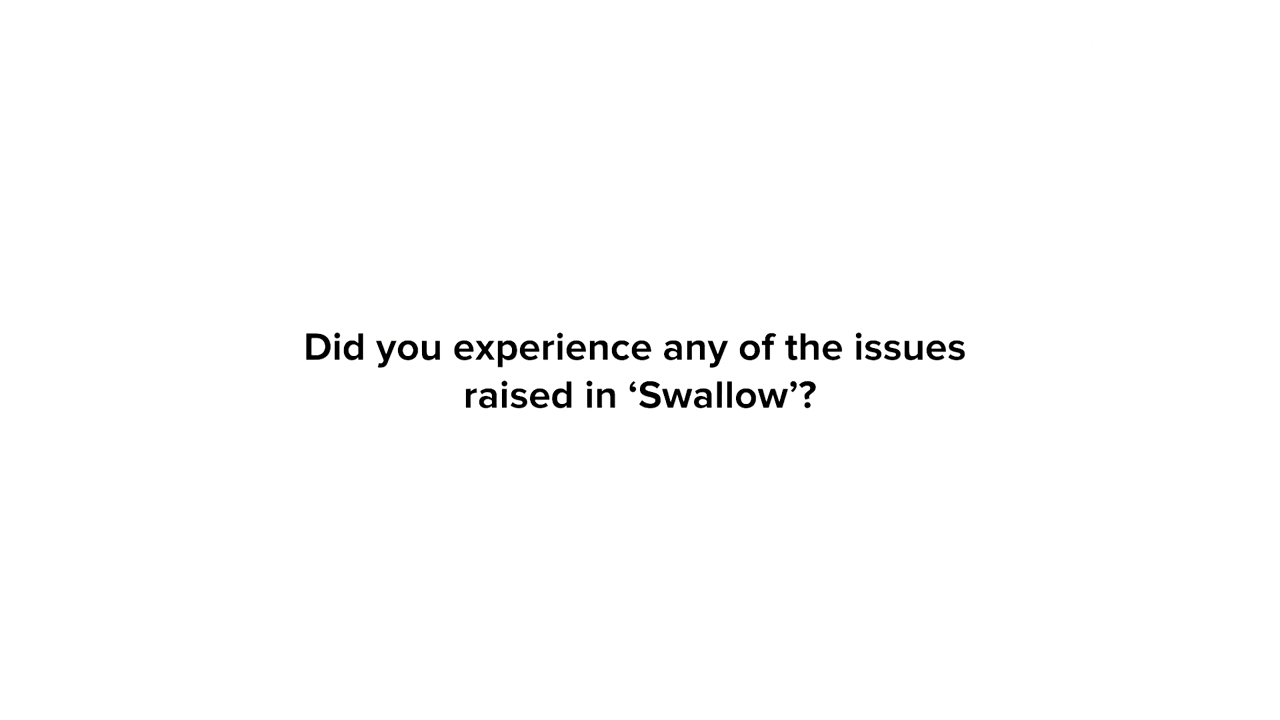 Did you experience any of the issues
raised in ‘Swallow’?